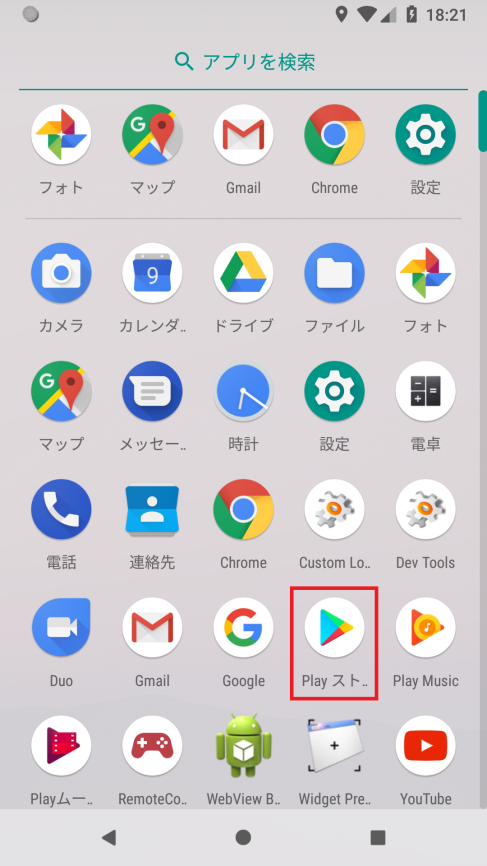 18:21
アプリを検索
フォト マップ Gmail Chrome 設定
9
カメラ カレンダ.. ドライブ ファイル フォト
マップ メッセー.. 時計 設定 電卓
電話 連絡先 Chrome Custom Lo.. Dev Tools
Duo Gmail Google Play スト.. Play Music
Playムー.. RemoteCo.. WebView B.. Widget Pre.. YouTube